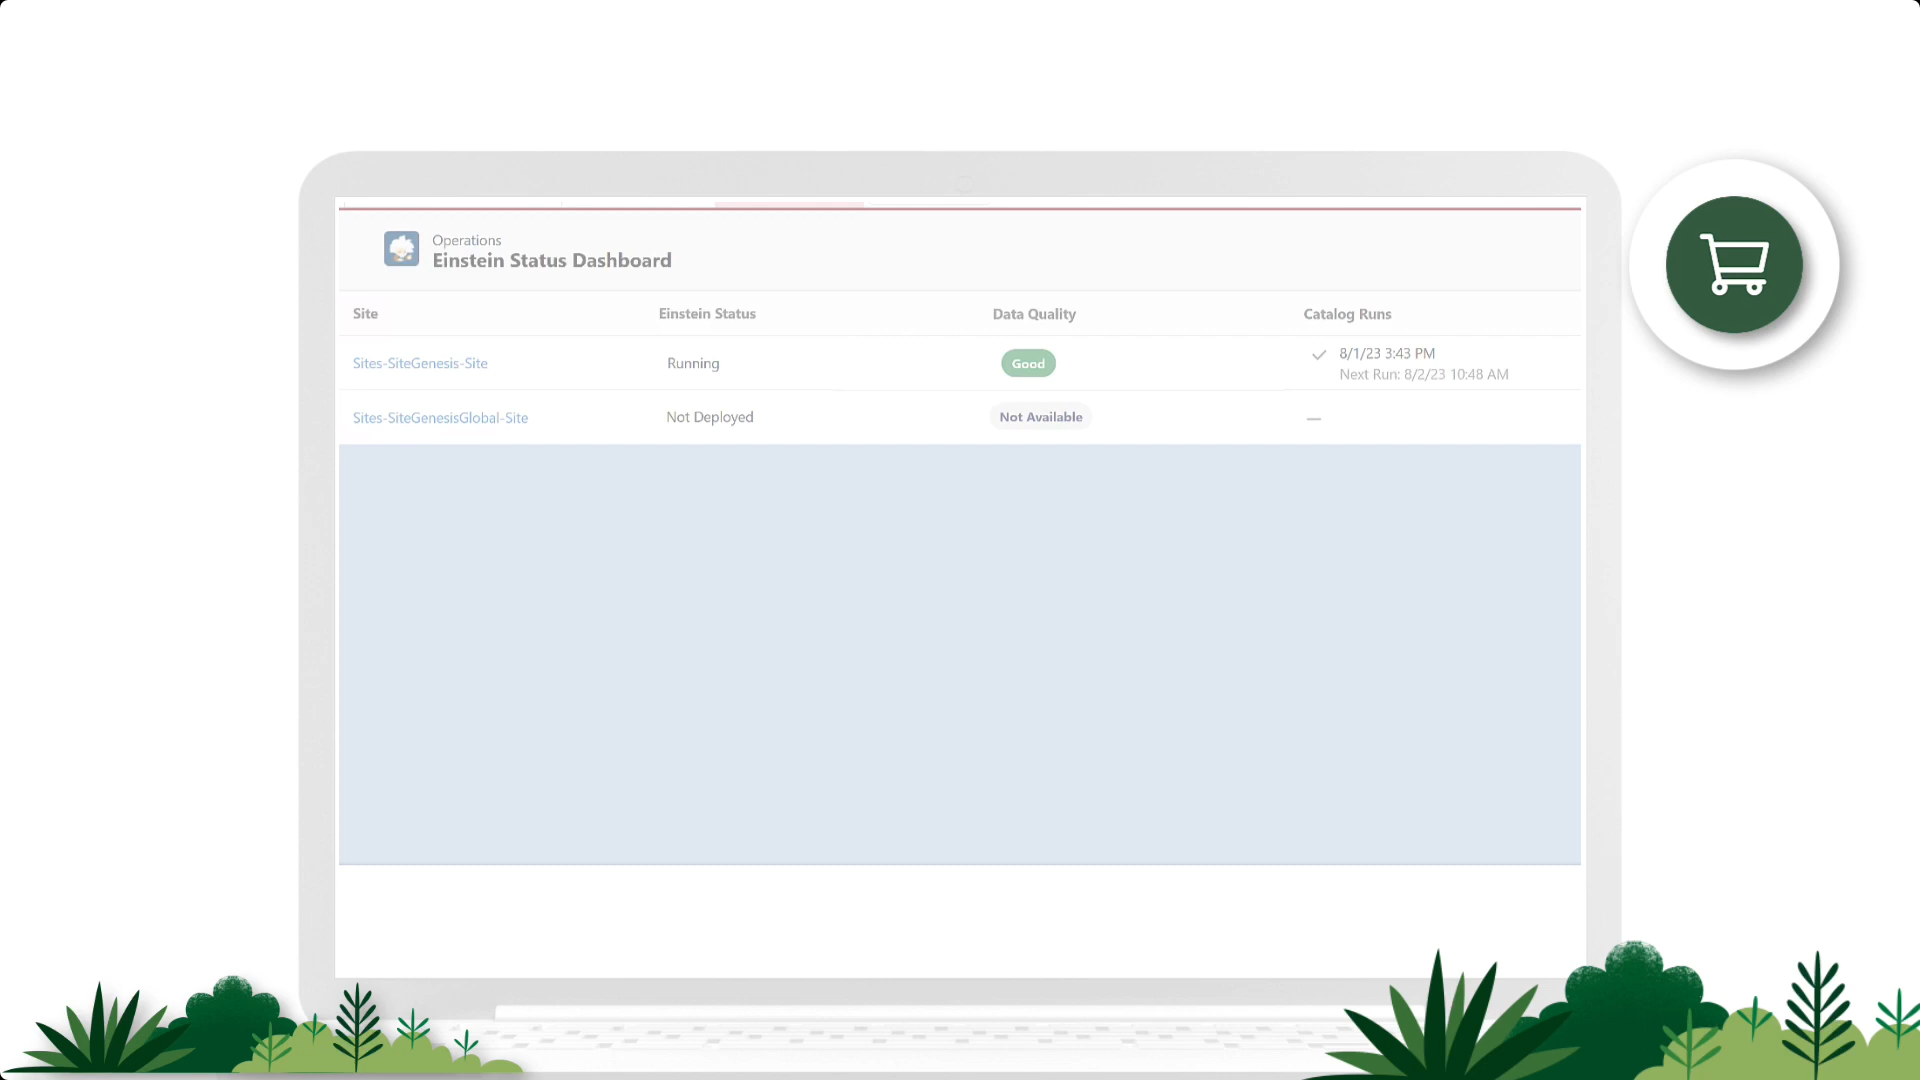 Operations
Einstein Status Dashboard
Site Einstein Status Data Quality Catalog Runs
Sites-SiteGenesis-Site Running Good 8/1/23 3:43 PM
Next Run: 8/2/23 10:48 AM
Sites-SiteGenesisGlobal-Site Not Deployed Not Available —